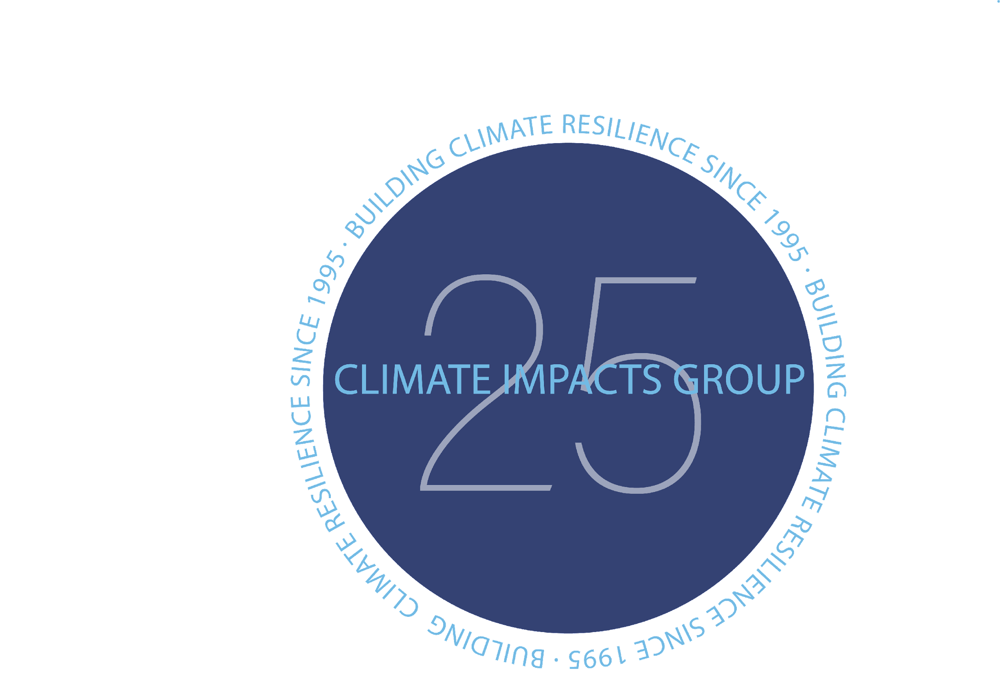 BUILDING CLIMATE RESILIENCE SINCE 1995 · BUILDING CLIMATE RESILIENCE SINCE 1995 · BUILDING CLIMATE RESILIENCE SINCE 1995 ·
25
CLIMATE IMPACTS GROUP